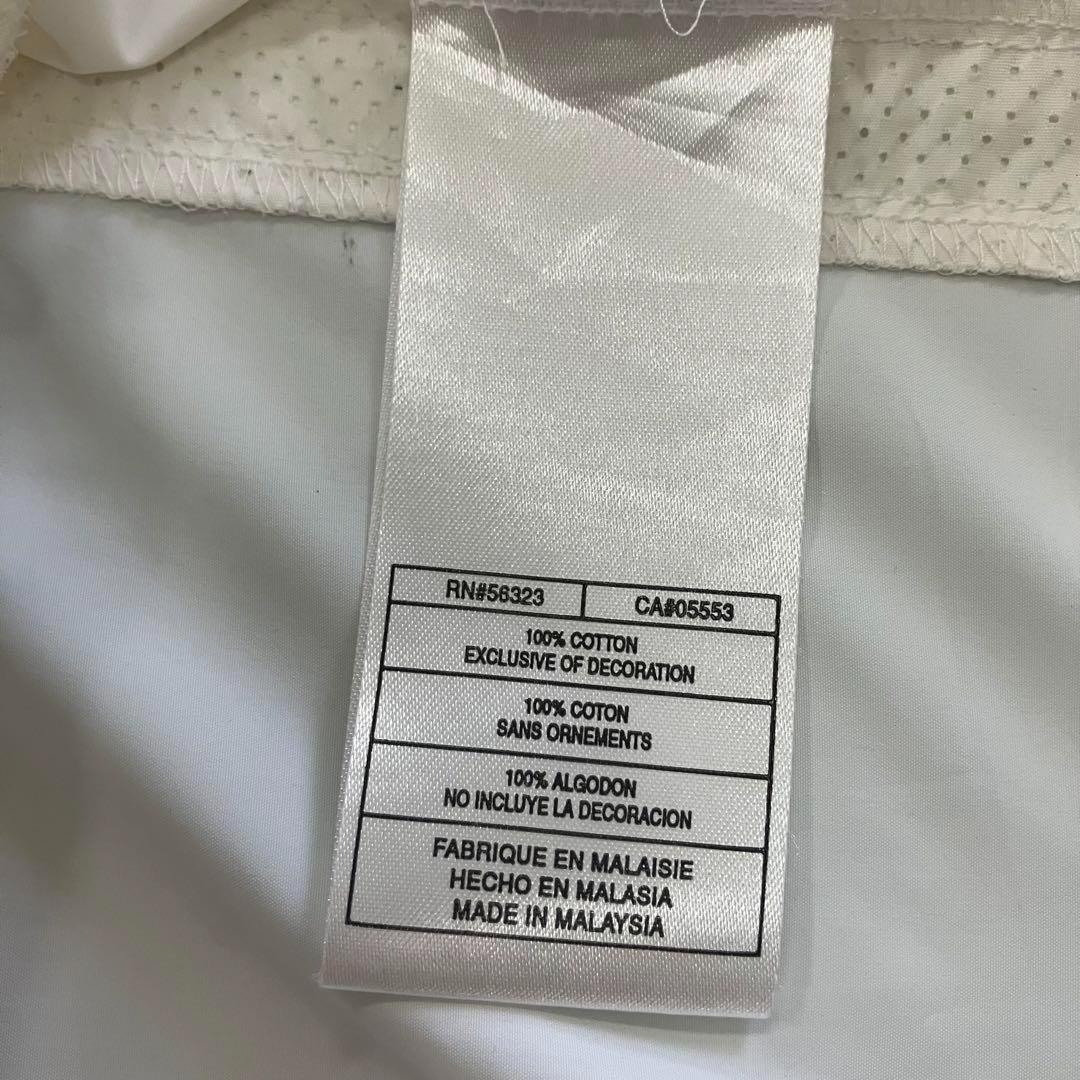 RN#56323 CA#05553
100% COTTON
EXCLUSIVE OF DECORATION
100% COTON
SANS ORNEMENTS
100% ALGODON
NO INCLUYE LA DECORACION
FABRIQUE EN MALAISIE
HECHO EN MALASIA
MADE IN MALAYSIA